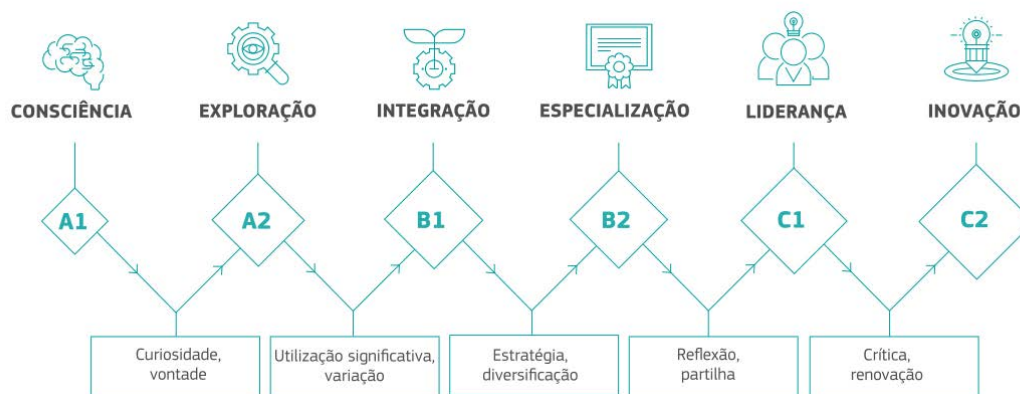 CONSCIÊNCIA
EXPLORAÇÃO
INTEGRAÇÃO
ESPECIALIZAÇÃO
LIDERANÇA
INOVAÇÃO
A1
A2
B1
B2
C1
C2
Curiosidade,
vontade
Utilização significativa,
variação
Estratégia,
diversificação
Reflexão,
partilha
Crítica,
renovação